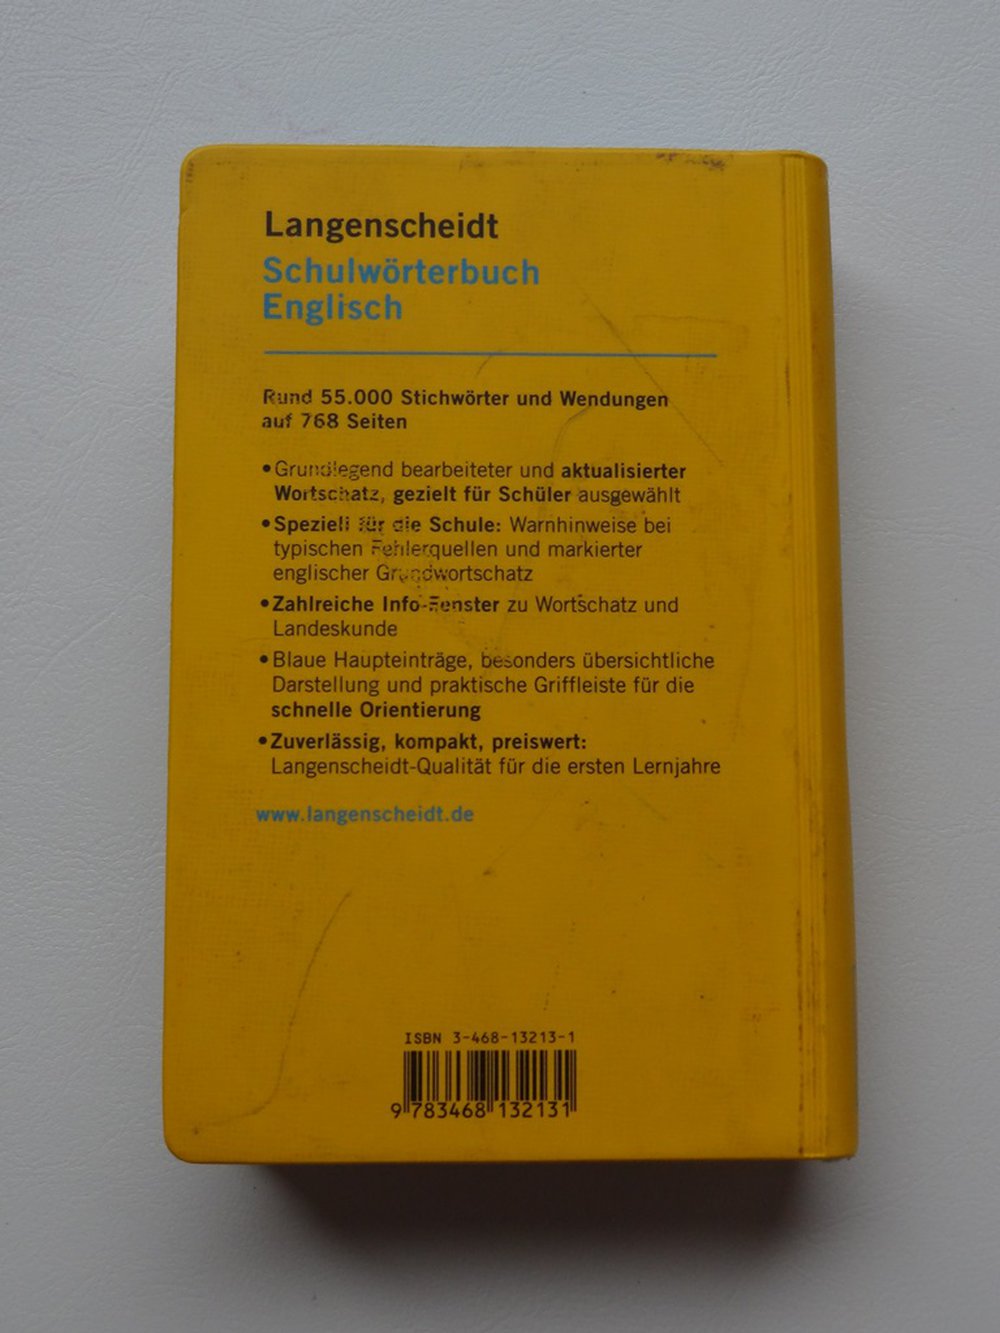 Langenscheidt
Schulwörterbuch
Englisch
Rund 55.000 Stichwörter und Wendungen
auf 768 Seiten
•Grundlegend bearbeiteter und aktualisierter
Wortschatz, gezielt für Schüler ausgewählt
•Speziell für die Schule: Warnhinweise bei
typischen Fehlerquellen und markierter
englischer Grundwortschatz
•Zahlreiche Info-Fenster zu Wortschatz und
Landeskunde
•Blaue Haupteinträge, besonders übersichtliche
Darstellung und praktische Griffleiste für die
schnelle Orientierung
•Zuverlässig, kompakt, preiswert:
Langenscheidt-Qualität für die ersten Lernjahre
www.langenscheidt.de
ISBN 3-468-13213-1
9 783468 132131